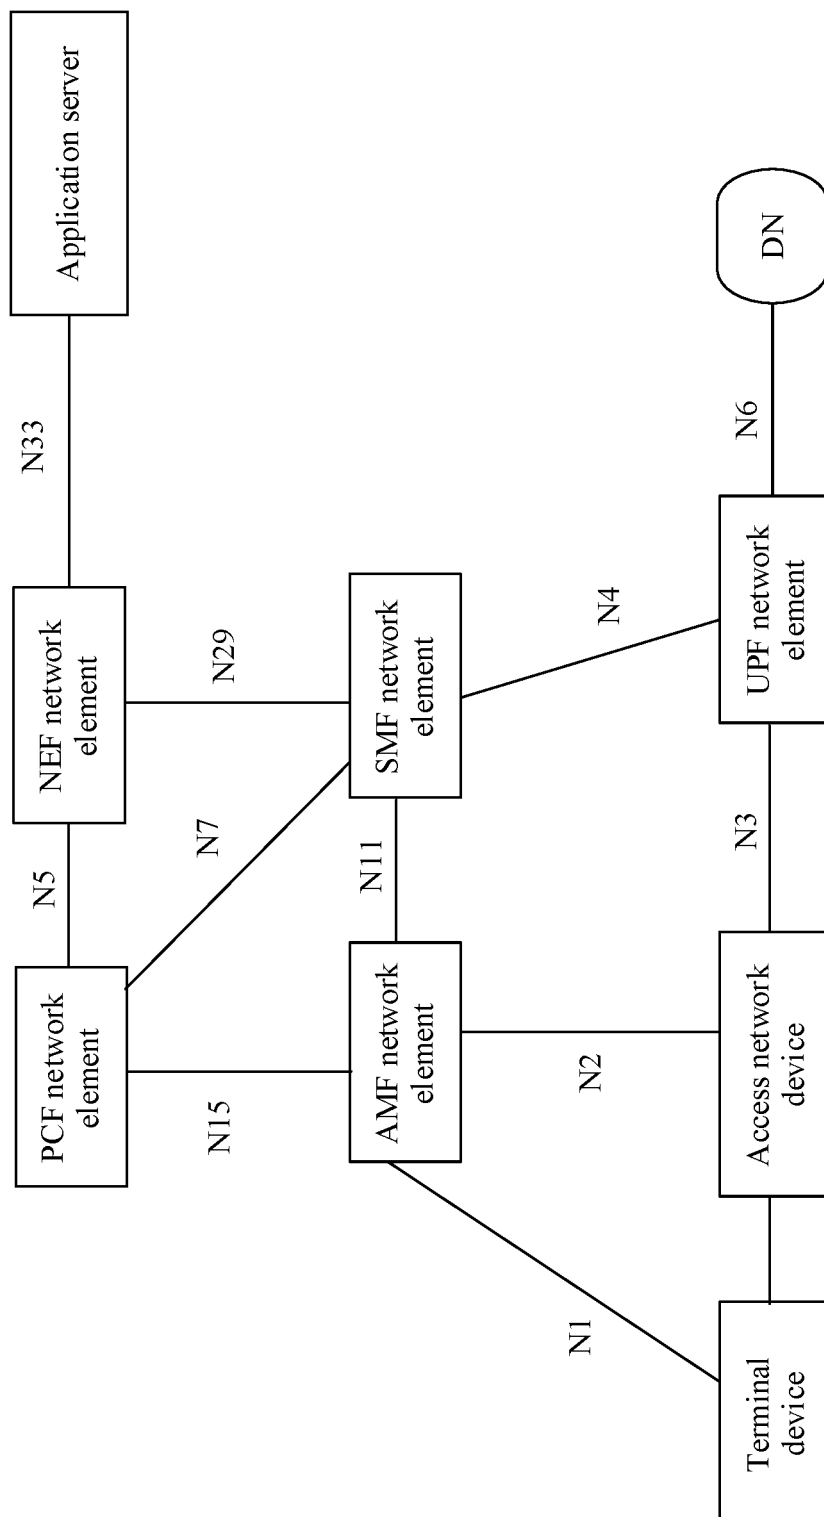 PCF network
element
N5
NEF network
element
N33
Application server
N15
N7
N29
AMF network
element
N11
SMF network
element
N1
N2
N4
Terminal
device
Access network
device
N3
UPF network
element
N6
DN